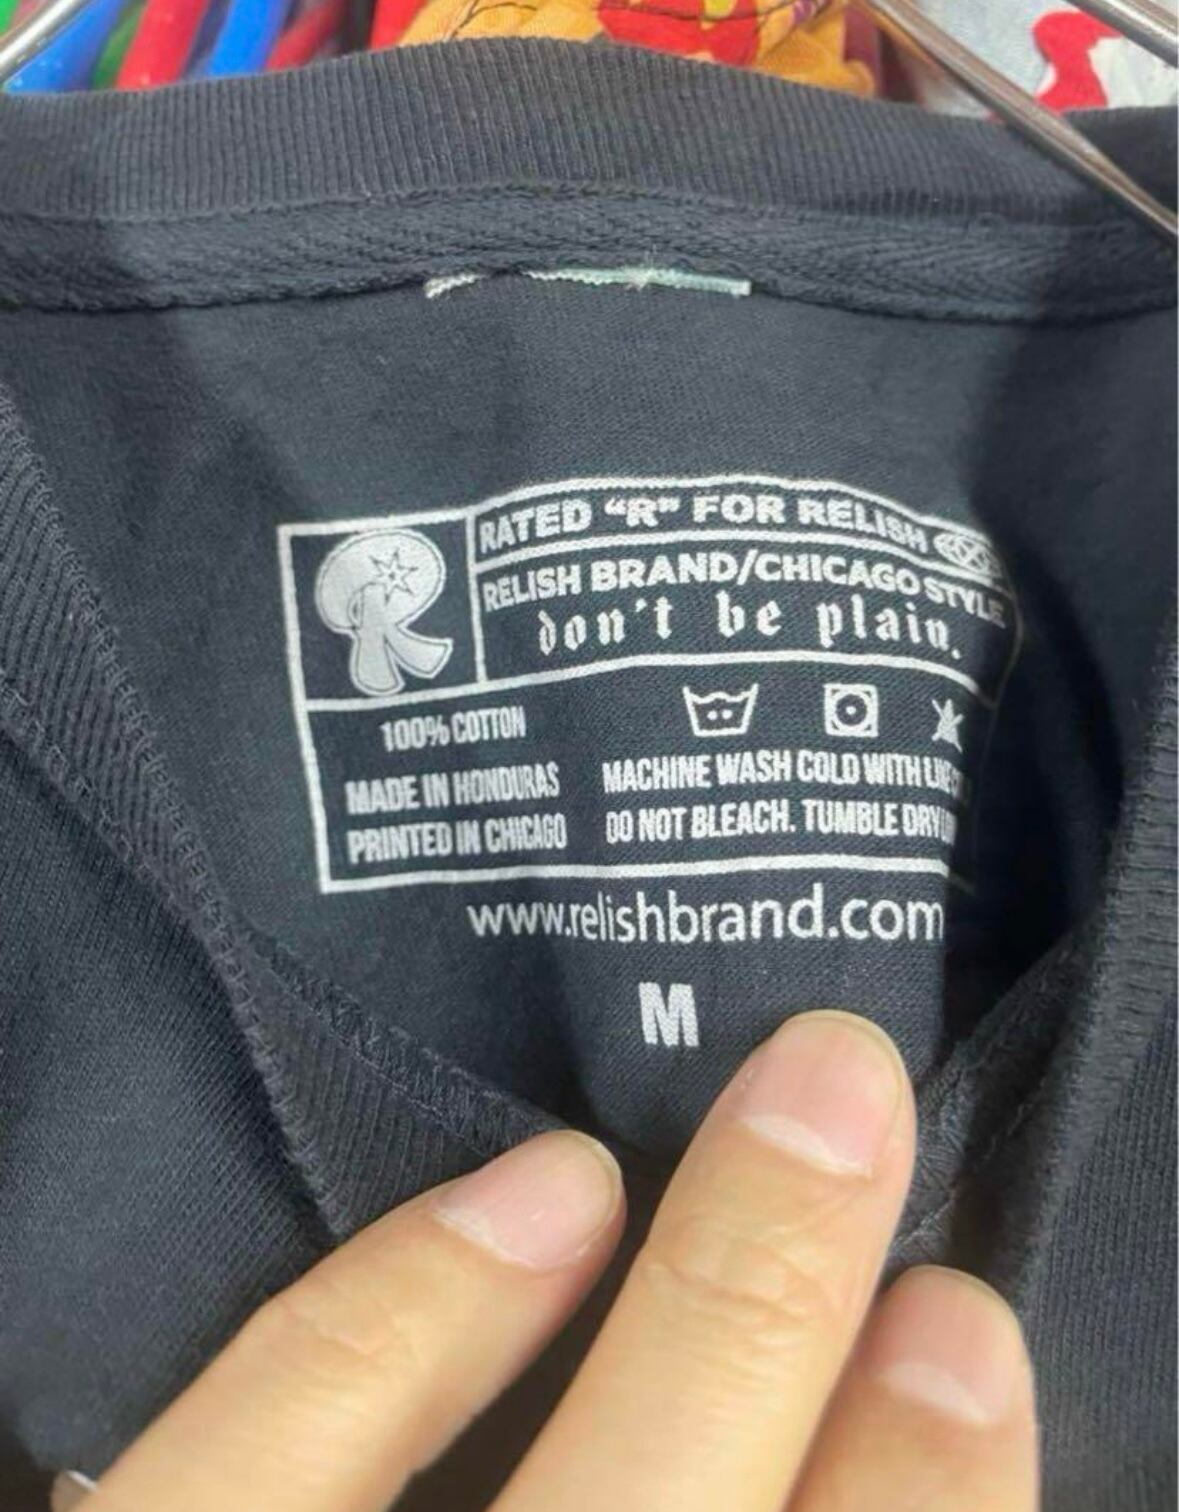 RATED “R” FOR RELISH
RELISH BRAND/CHICAGO STYLE
don't be plain.
100% COTTON
MADE IN HONDURAS
PRINTED IN CHICAGO
MACHINE WASH COLD WITH
DO NOT BLEACH. TUMBLE DRY
www.relishbrand.com
M